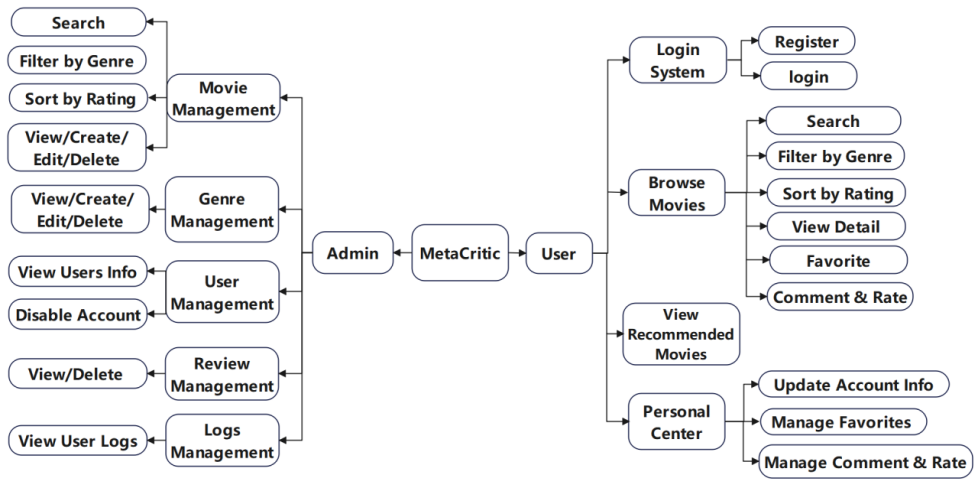 Search
Filter by Genre
Sort by Rating
View/Create/
Edit/Delete
Movie
Management
View/Create/
Edit/Delete
Genre
Management
View Users Info
Disable Account
User
Management
View/Delete
Review
Management
View User Logs
Logs
Management
Admin
MetaCritic
User
Login
System
Register
login
Browse
Movies
Search
Filter by Genre
Sort by Rating
View Detail
Favorite
Comment & Rate
View
Recommended
Movies
Personal
Center
Update Account Info
Manage Favorites
Manage Comment & Rate